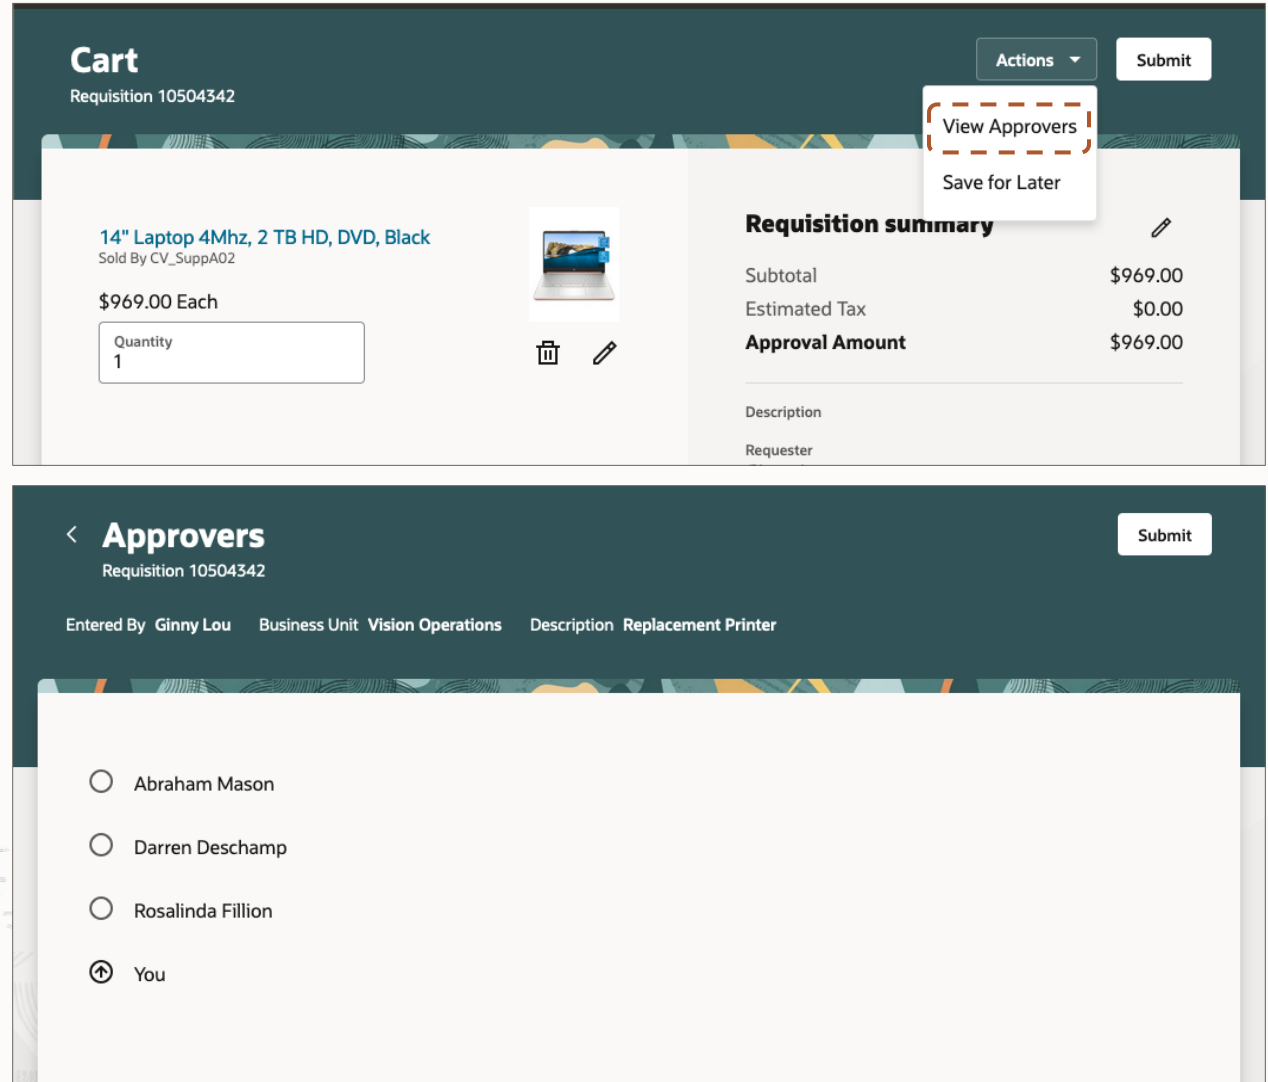 Cart
Requisition 10504342
Actions
Submit
View Approvers
Save for Later
14" Laptop 4Mhz, 2 TB HD, DVD, Black
Sold By CV_SuppA02
$969.00 Each
Quantity
1
Requisition summary
Subtotal $969.00
Estimated Tax $0.00
Approval Amount $969.00
Description
Requester
Approvers
Requisition 10504342
Submit
Entered By Ginny Lou Business Unit Vision Operations Description Replacement Printer
Abraham Mason
Darren Deschamp
Rosalinda Fillion
You